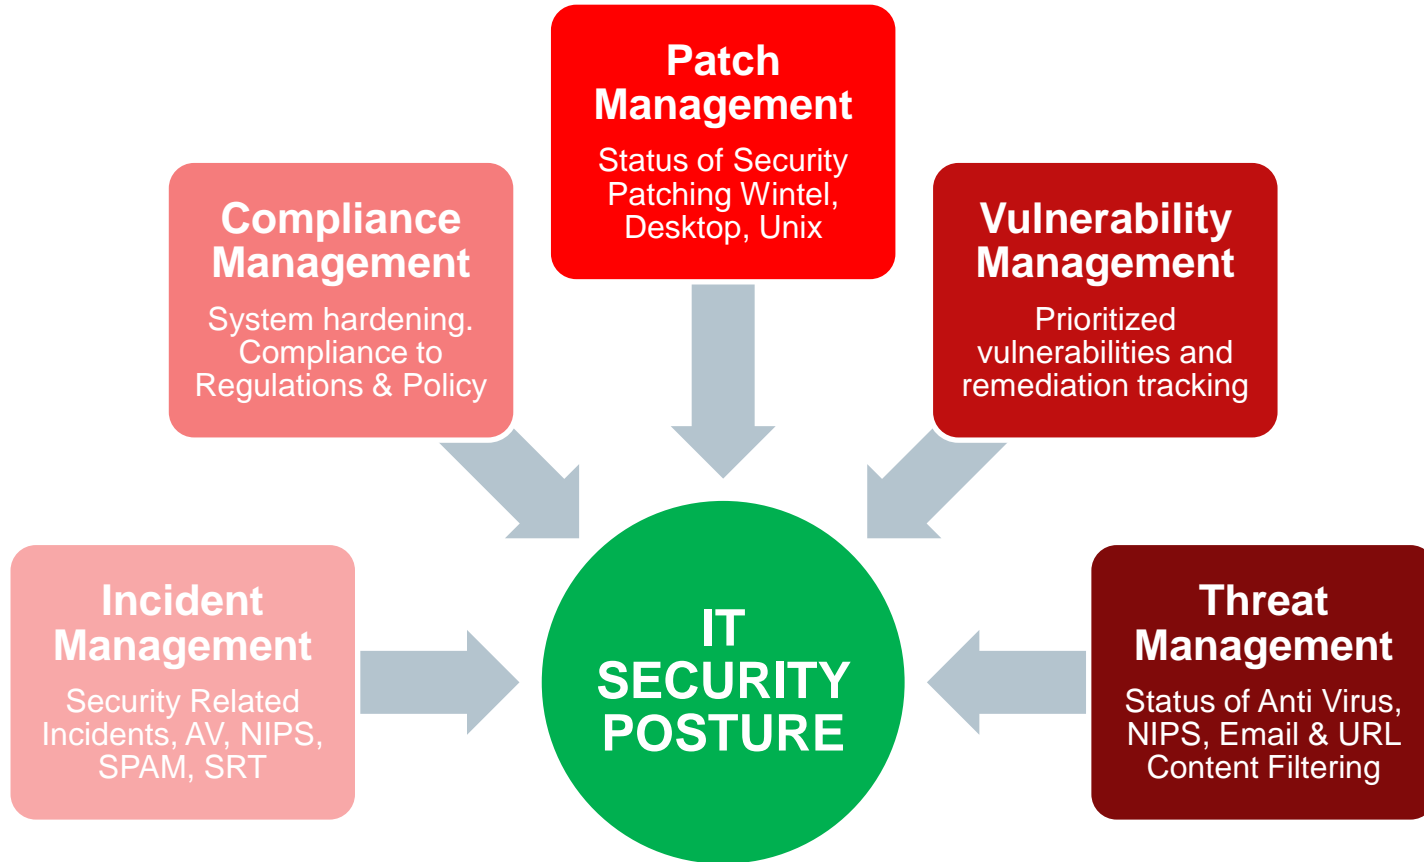 Patch
Management
Status of Security
Patching Wintel,
Desktop, Unix
Compliance
Management
System hardening.
Compliance to
Regulations & Policy
Vulnerability
Management
Prioritized
vulnerabilities and
remediation tracking
Incident
Management
Security Related
Incidents, AV, NIPS,
SPAM, SRT
IT
SECURITY
POSTURE
Threat
Management
Status of Anti Virus,
NIPS, Email & URL
Content Filtering